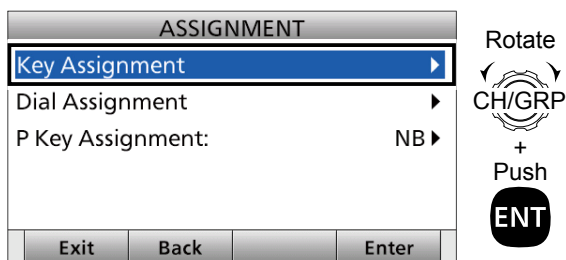 ASSIGNMENT
Key Assignment
Dial Assignment
P Key Assignment: NB
Exit Back Enter
Rotate
CH/GRP
+
Push
ENT